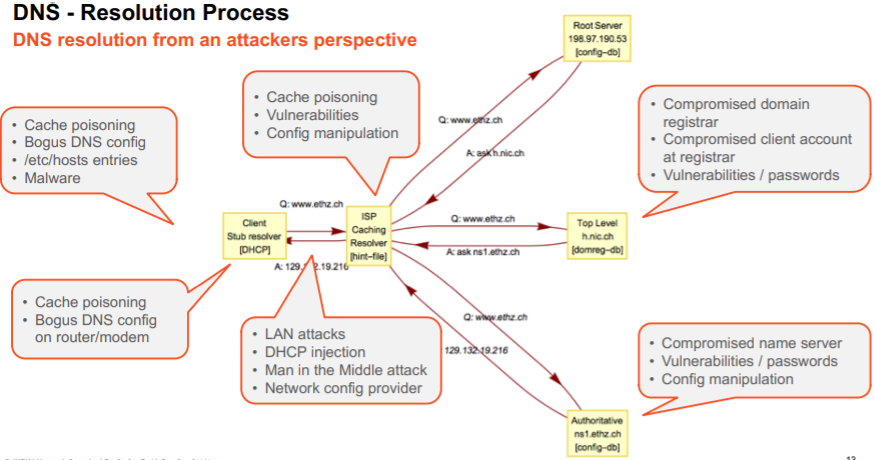 DNS - Resolution Process
DNS resolution from an attackers perspective
Root Server
198.97.190.53
[config-db]
• Cache poisoning
• Vulnerabilities
• Config manipulation
• Compromised domain
registrar
• Compromised client account
at registrar
• Vulnerabilities / passwords
• Cache poisoning
• Bogus DNS config
• /etc/hosts entries
• Malware
Q: www.ethz.ch
A: ask h.nic.ch
Q: www.ethz.ch
Client
Stub resolver
[DHCP]
ISP
Caching
Resolver
[hint-file]
Q: www.ethz.ch
A: ask ns1.ethz.ch
Top Level
h.nic.ch
[domreg-db]
A: 129. 2.19.216
• Cache poisoning
• Bogus DNS config
on router/modem
• LAN attacks
• DHCP injection
• Man in the Middle attack
• Network config provider
Q: www.ethz.ch
129.132.19.216
• Compromised name server
• Vulnerabilities / passwords
• Config manipulation
Authoritative
ns1.ethz.ch
[config-db]